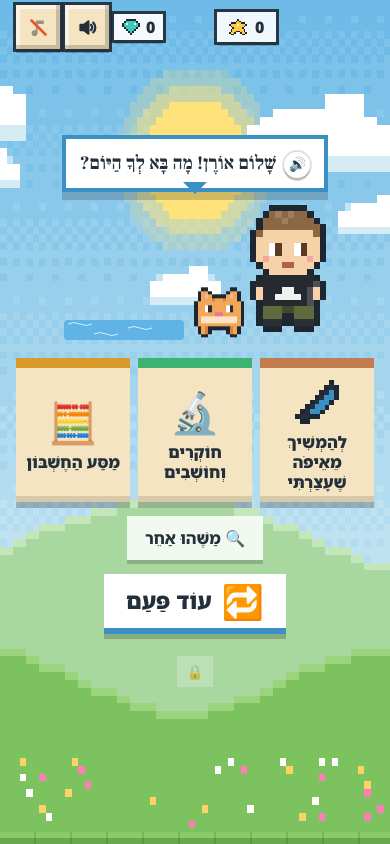 0
0
שָׁלוֹם אוֹרֶן! מָה בָּא לְךָ הַיּוֹם?
לְהַמְשִׁיךְ
מֵאֵיפֹה
שֶׁעָצַרְתִּי
חוֹקְרִים
וְחוֹשְׁבִים
מַסַּע הַחֶשְׁבּוֹן
מַשֶּׁהוּ אַחֵר
עוֹד פַּעַם